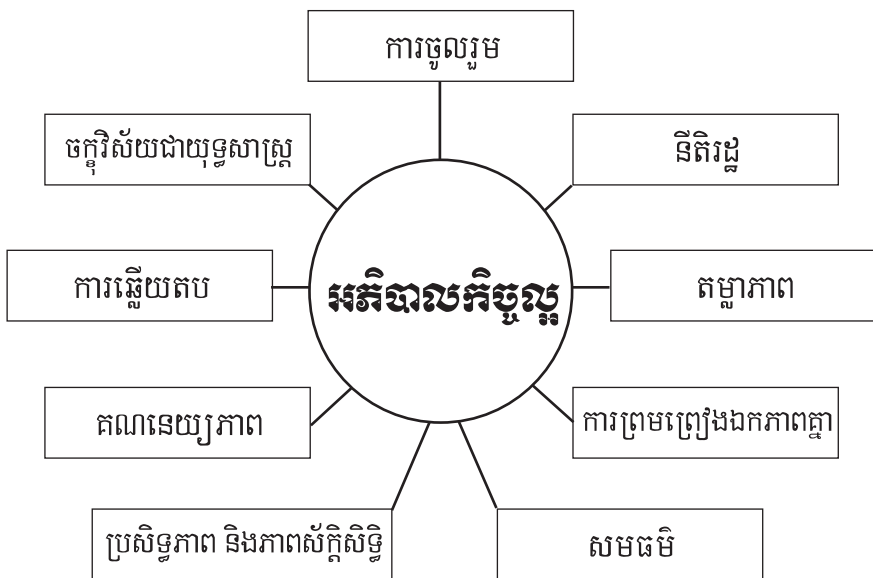 ការចូលរួម
ចក្ខុវិស័យជាយុទ្ធសាស្ត្រ
នីតិរដ្ឋ
ការឆ្លើយតប
អភិបាលកិច្ចល្អ
តម្លាភាព
គណនេយ្យភាព
ការព្រមព្រៀងឯកភាពគ្នា
ប្រសិទ្ធភាព និងភាពស័ក្តិសិទ្ធិ
សមធម៌